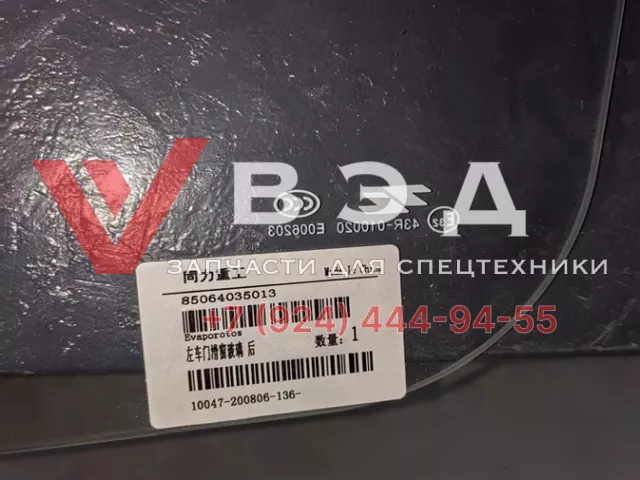 ВЭД
E32
43R-010020 E006203
ЗАПЧАСТИ ДЛЯ СПЕЦТЕХНИКИ
同力重工
85064035013
+7 (924) 444-94-55
Evaporotos
左车门滑窗玻璃 后 数量: 1
10047-200806-136-